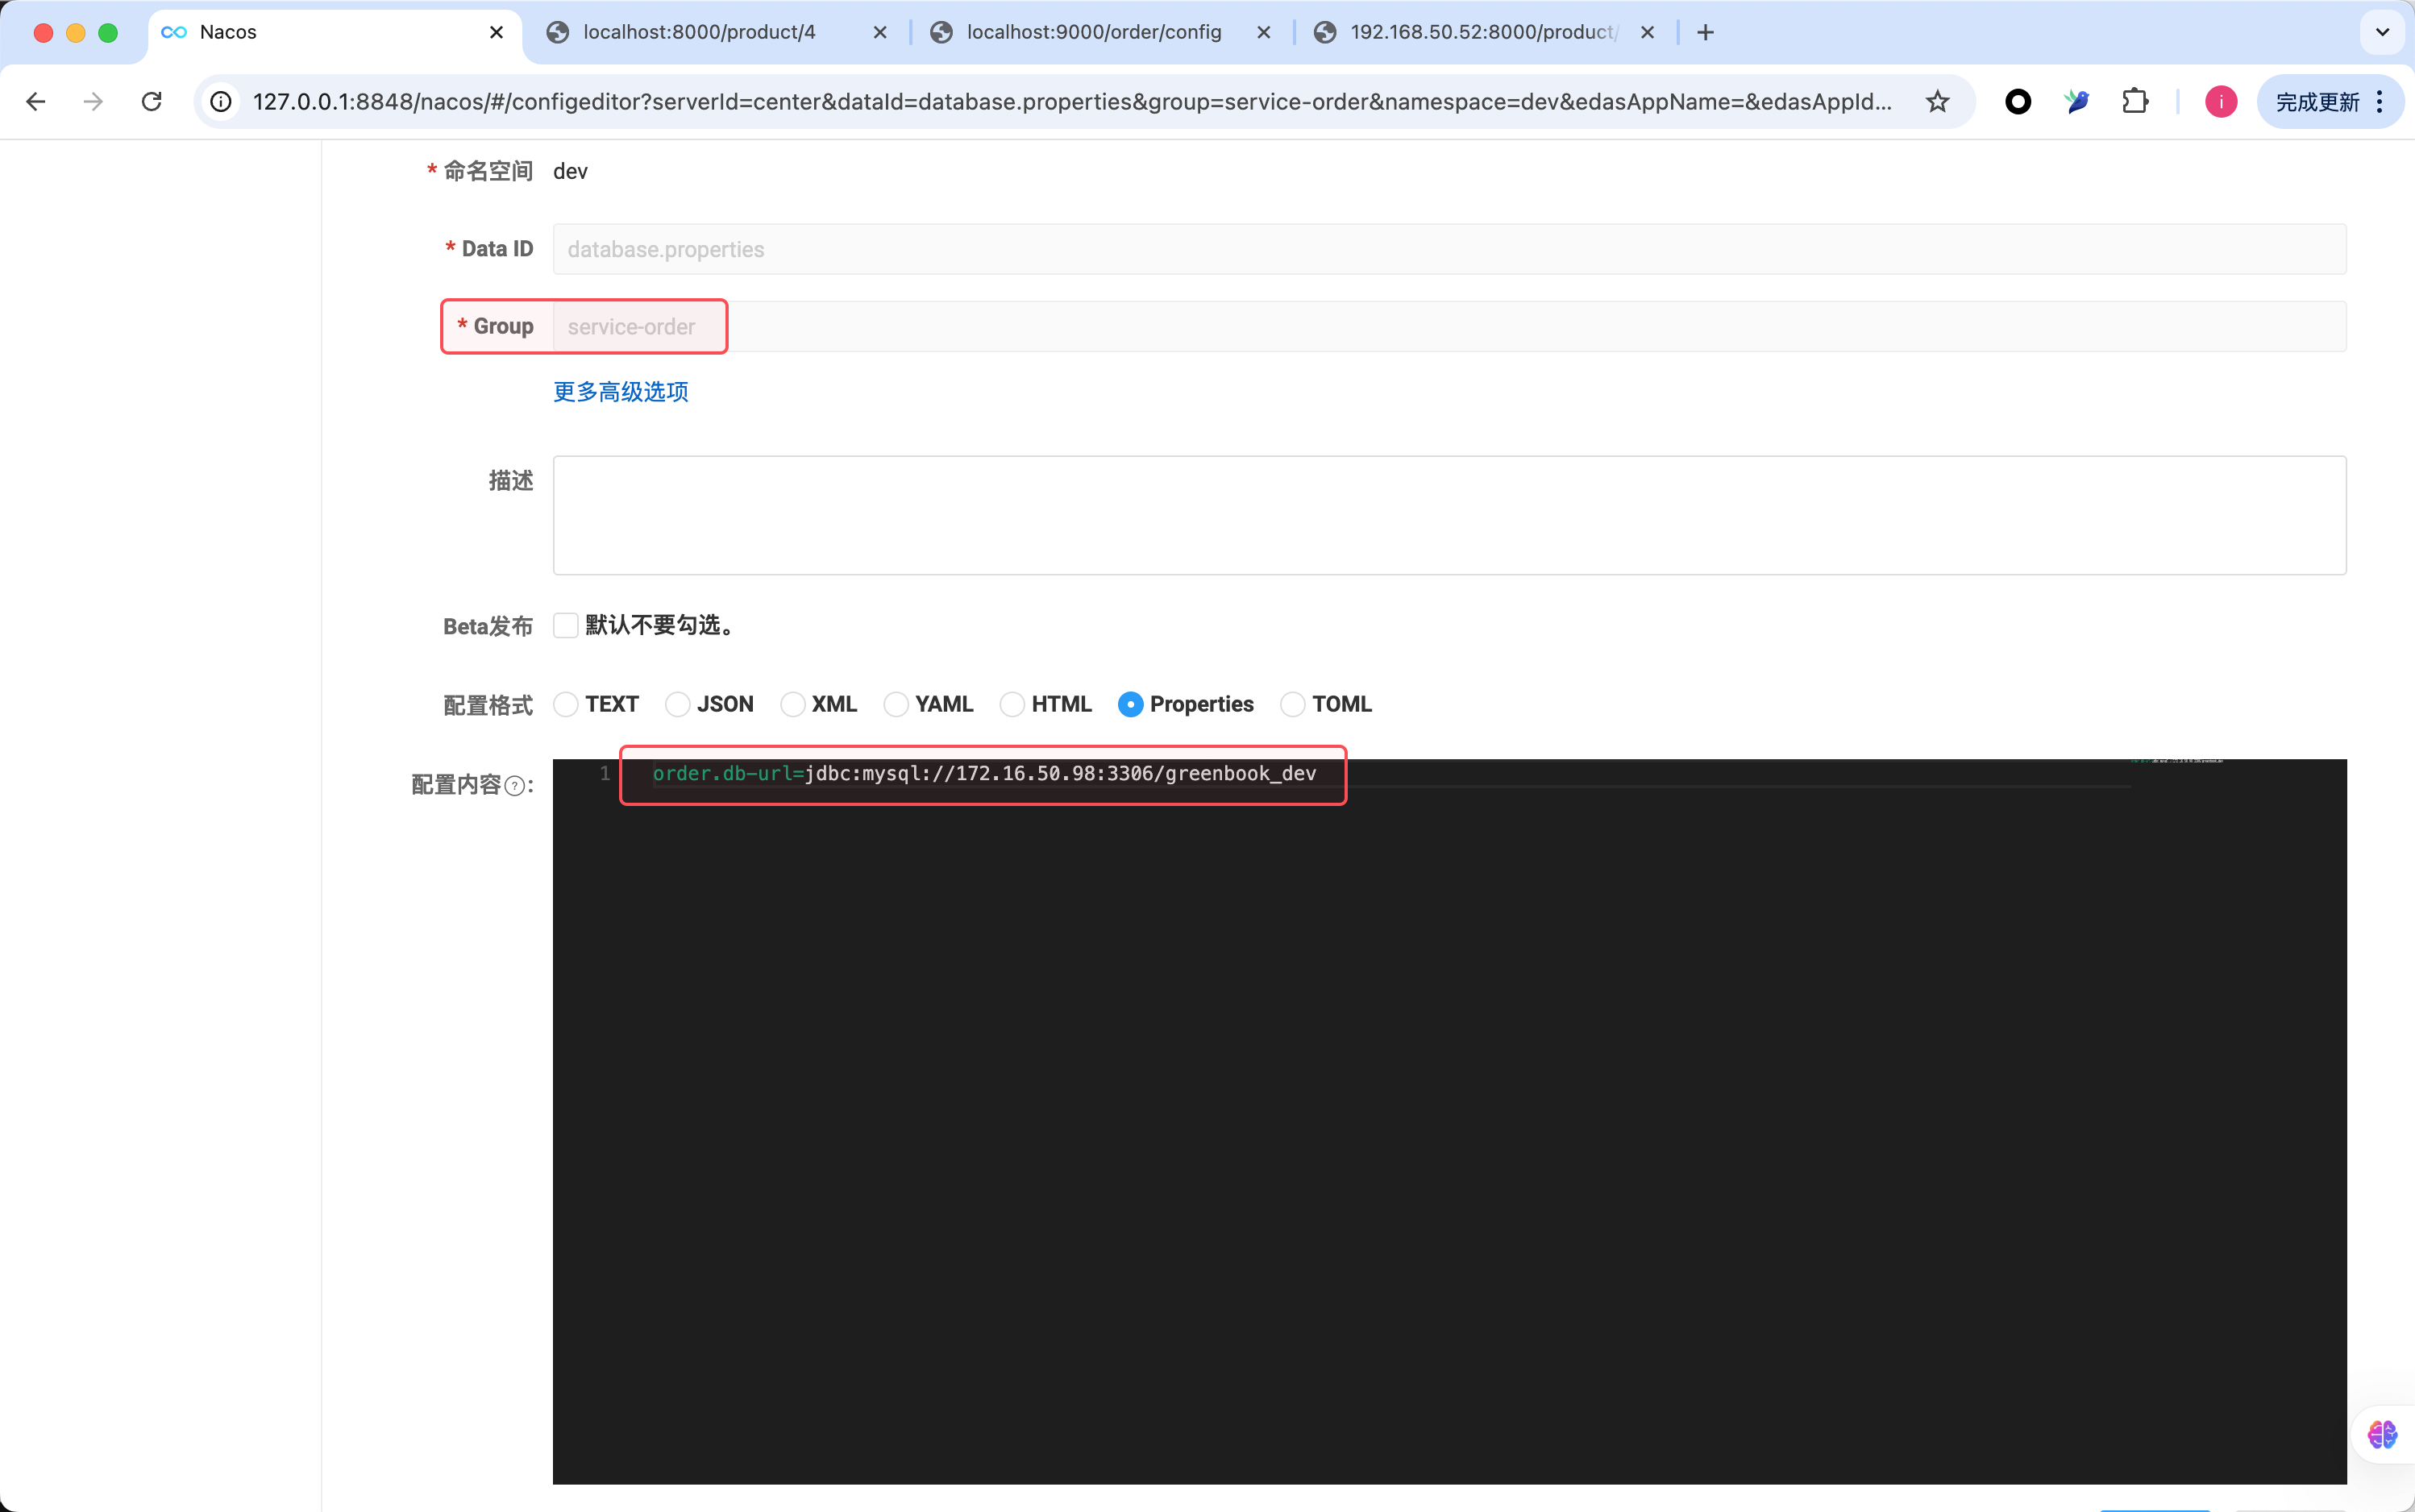 Nacos
localhost:8000/product/4
localhost:9000/order/config
192.168.50.52:8000/product/
127.0.0.1:8848/nacos/#/configeditor?serverId=center&dataId=database.properties&group=service-order&namespace=dev&edasAppName=&edasAppId...
i
完成更新
* 命名空间 dev
* Data ID database.properties
* Group service-order
更多高级选项
描述
Beta发布 默认不要勾选。
配置格式 TEXT JSON XML YAML HTML Properties TOML
配置内容?:
1 order.db-url=jdbc:mysql://172.16.50.98:3306/greenbook_dev